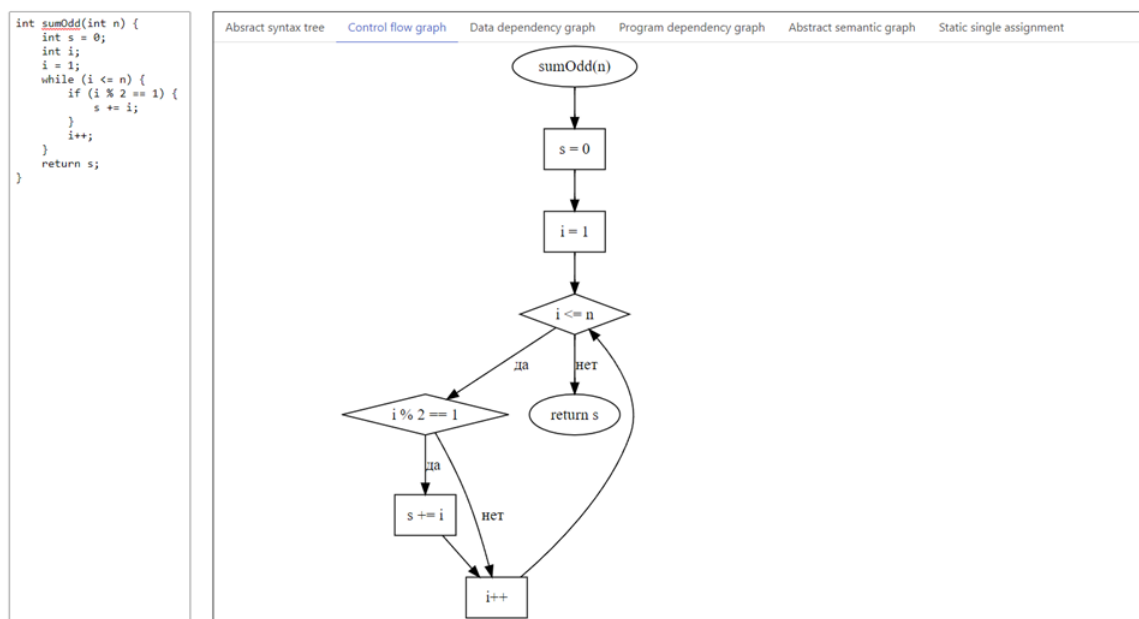 int sumOdd(int n) {
    int s = 0;
    int i;
    i = 1;
    while (i <= n) {
        if (i % 2 == 1) {
            s += i;
        }
        i++;
    }
    return s;
}
Absract syntax tree
Control flow graph
Data dependency graph
Program dependency graph
Abstract semantic graph
Static single assignment
sumOdd(n)
s = 0
i = 1
i <= n
да
нет
i % 2 == 1
return s
да
s += i
нет
i++